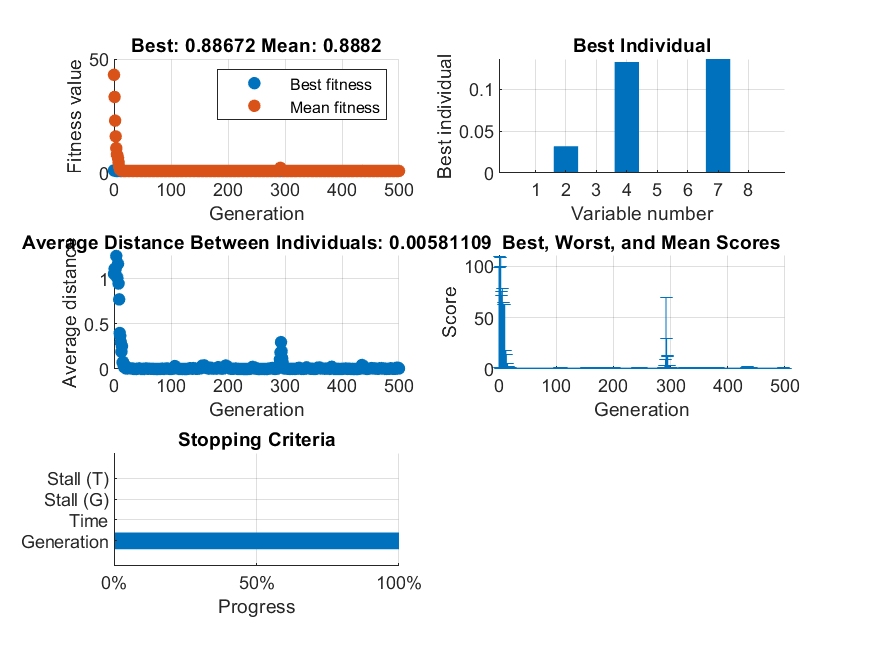 Best: 0.88672 Mean: 0.8882
Fitness value
50
0
Best fitness
Mean fitness
0 100 200 300 400 500
Generation
Best Individual
Best individual
0.1
0.05
0
1 2 3 4 5 6 7 8
Variable number
Average Distance Between Individuals: 0.00581109
Average distance
1
0.5
0
0 100 200 300 400 500
Generation
Best, Worst, and Mean Scores
Score
100
50
0
0 100 200 300 400 500
Generation
Stopping Criteria
Stall (T)
Stall (G)
Time
Generation
0% 50% 100%
Progress